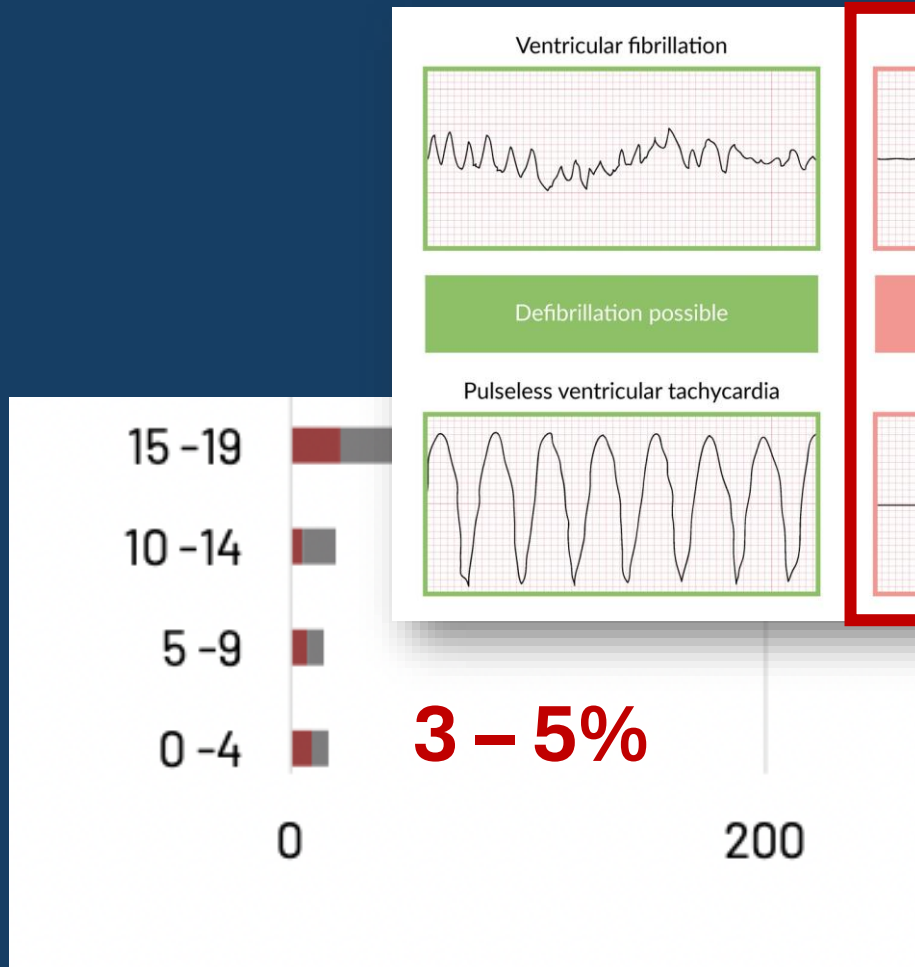 Ventricular fibrillation
Defibrillation possible
Pulseless ventricular tachycardia
15 –19
10 –14
5 –9
0 –4
3 – 5%
0
200